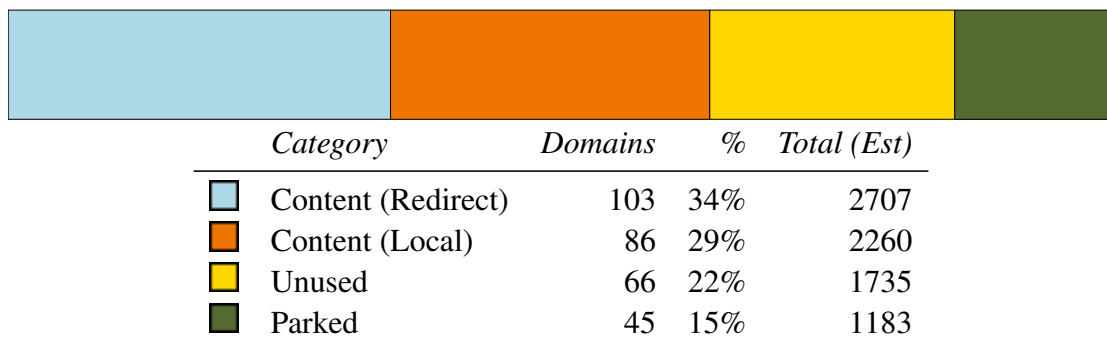 Category Domains % Total (Est)
Content (Redirect) 103 34% 2707
Content (Local) 86 29% 2260
Unused 66 22% 1735
Parked 45 15% 1183